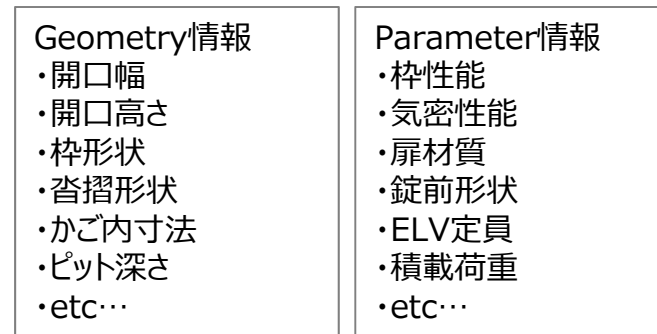 Geometry情報
・開口幅
・開口高さ
・枠形状
・沓摺形状
・かご内寸法
・ピット深さ
・etc…
Parameter情報
・枠性能
・気密性能
・扉材質
・錠前形状
・ELV定員
・積載荷重
・etc…